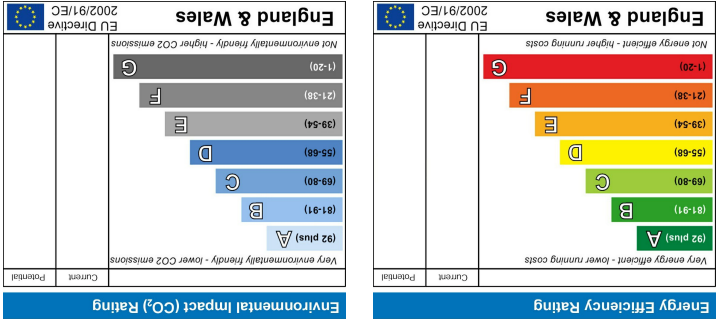 Energy Efficiency Rating
Current Potential
Very energy efficient - lower running costs
(92 plus) A
(81-91) B
(69-80) C
(55-68) D
(39-54) E
(21-38) F
(1-20) G
Not energy efficient - higher running costs
England & Wales
EU Directive
2002/91/EC
Environmental Impact (CO₂) Rating
Current Potential
Very environmentally friendly - lower CO2 emissions
(92 plus) A
(81-91) B
(69-80) C
(55-68) D
(39-54) E
(21-38) F
(1-20) G
Not environmentally friendly - higher CO2 emissions
England & Wales
EU Directive
2002/91/EC